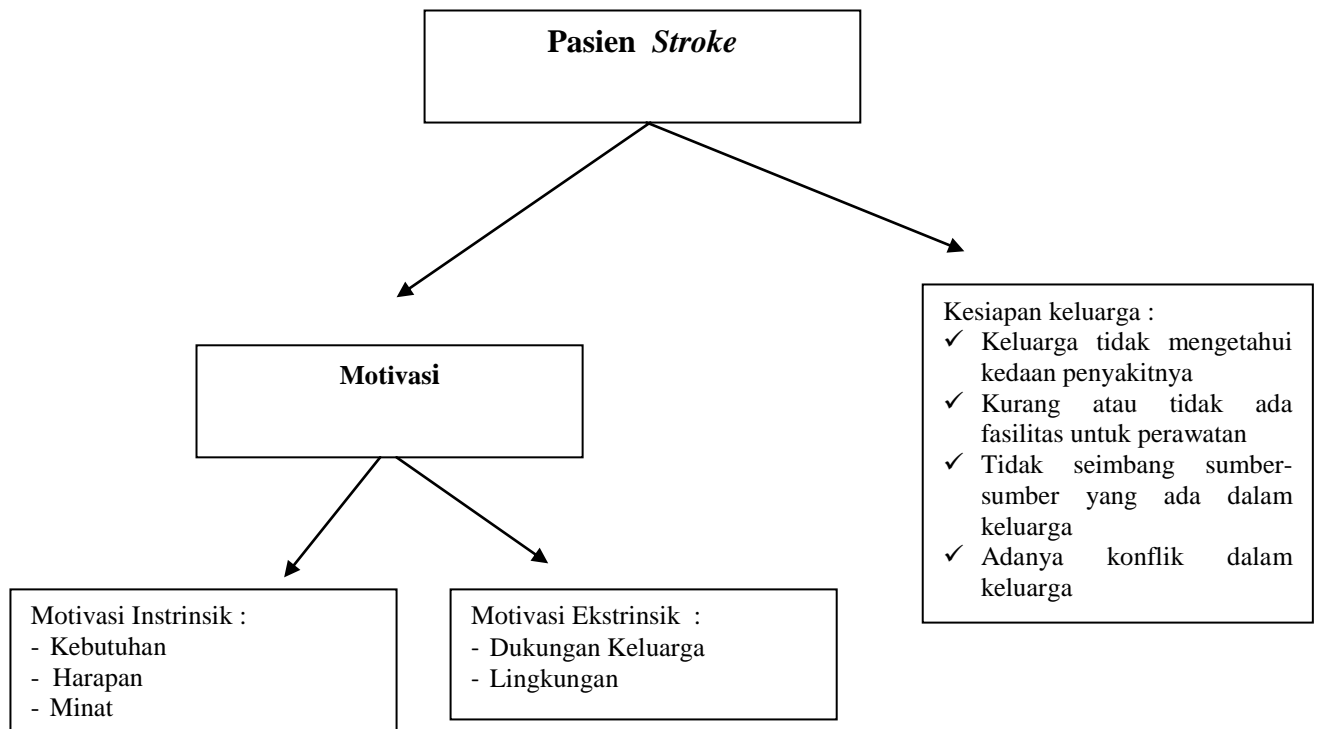 Pasien Stroke
Motivasi
Kesiapan keluarga :
✓ Keluarga tidak mengetahui
kedaan penyakitnya
✓ Kurang atau tidak ada
fasilitas untuk perawatan
✓ Tidak seimbang sumber-
sumber yang ada dalam
keluarga
✓ Adanya konflik dalam
keluarga
Motivasi Instrinsik :
- Kebutuhan
- Harapan
- Minat
Motivasi Ekstrinsik :
- Dukungan Keluarga
- Lingkungan